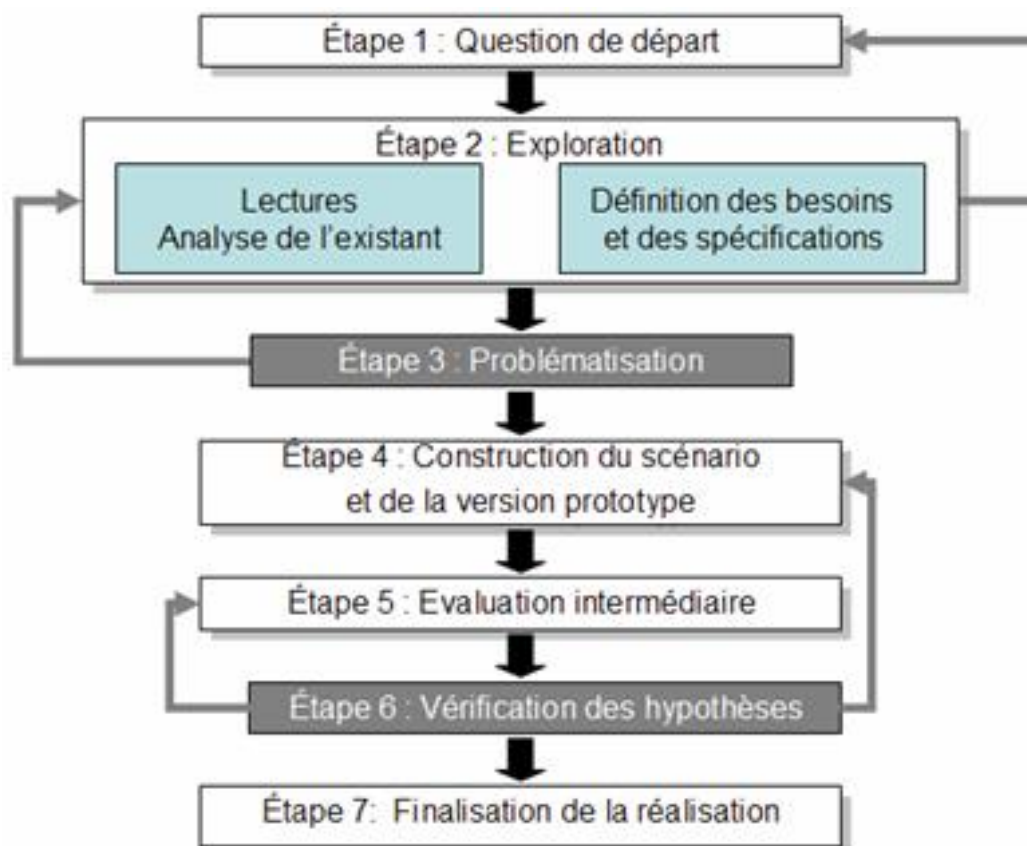 Étape 1 : Question de départ
Étape 2 : Exploration
Lectures
Analyse de l'existant
Définition des besoins
et des spécifications
Étape 3 : Problématisation
Étape 4 : Construction du scénario
et de la version prototype
Étape 5 : Evaluation intermédiaire
Étape 6 : Vérification des hypothèses
Étape 7: Finalisation de la réalisation